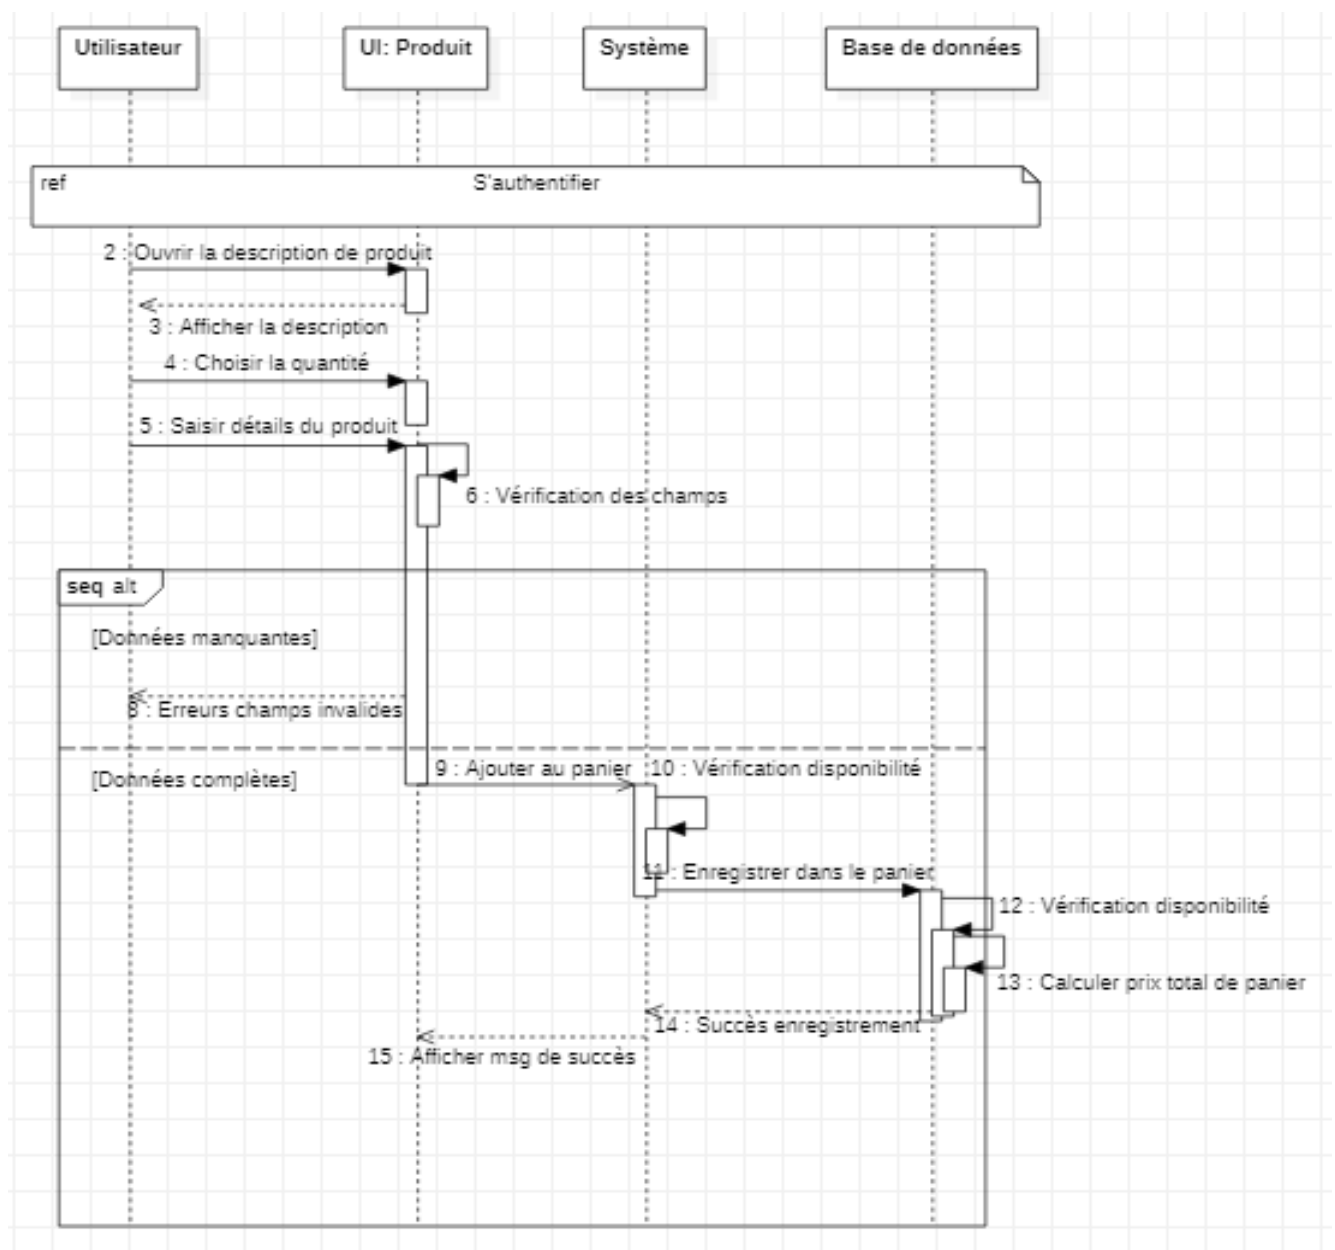 Utilisateur
UI: Produit
Système
Base de données
ref
S'authentifier
2 : Ouvrir la description de produit
3 : Afficher la description
4 : Choisir la quantité
5 : Saisir détails du produit
6 : Vérification des champs
seq alt
[Données manquantes]
8 : Erreurs champs invalides
[Données complètes]
9 : Ajouter au panier
10 : Vérification disponibilité
11 : Enregistrer dans le panier
12 : Vérification disponibilité
13 : Calculer prix total de panier
14 : Succès enregistrement
15 : Afficher msg de succès